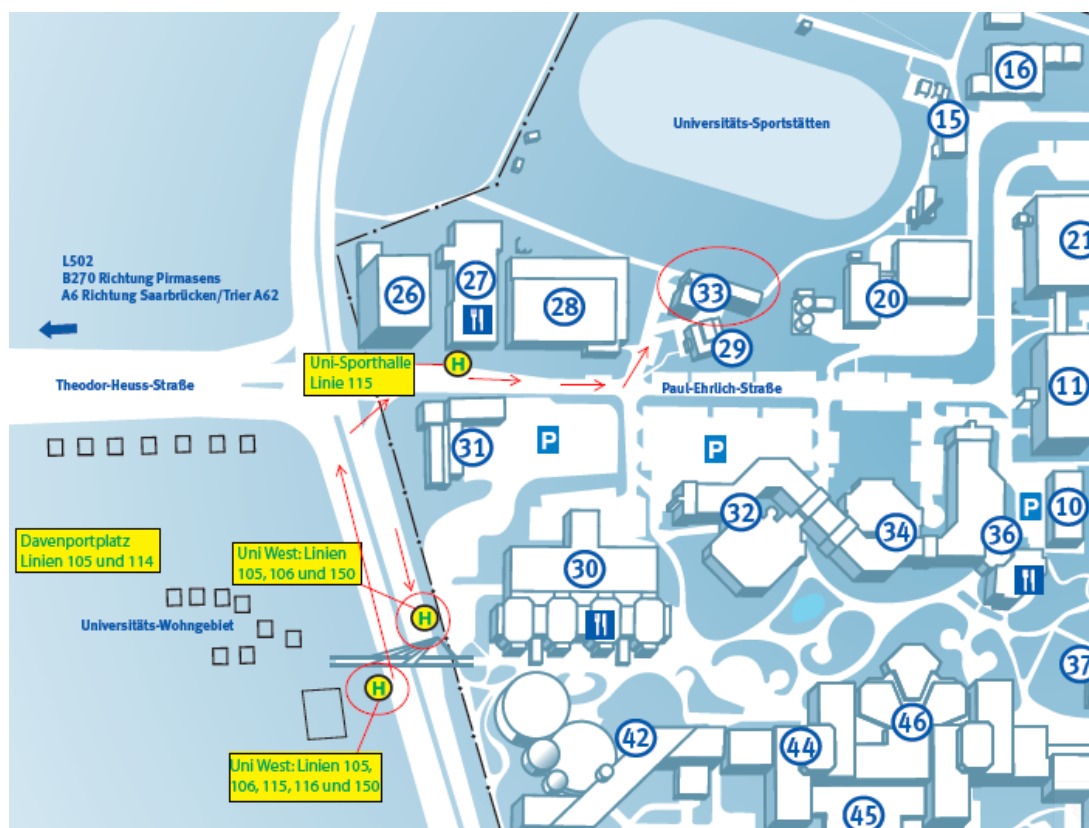 16
15
Universitäts-Sportstätten
21
L502
B270 Richtung Pirmasens
A6 Richtung Saarbrücken/Trier A62
26
27
28
33
20
29
Uni-Sporthalle
Linie 115
H
Theodor-Heuss-Straße
Paul-Ehrlich-Straße
11
31
P
P
32
34
36
P
10
Davenportplatz
Linien 105 und 114
Uni West: Linien
105, 106 und 150
30
H
Universitäts-Wohngebiet
37
H
46
42
44
Uni West: Linien 105,
106, 115, 116 und 150
45